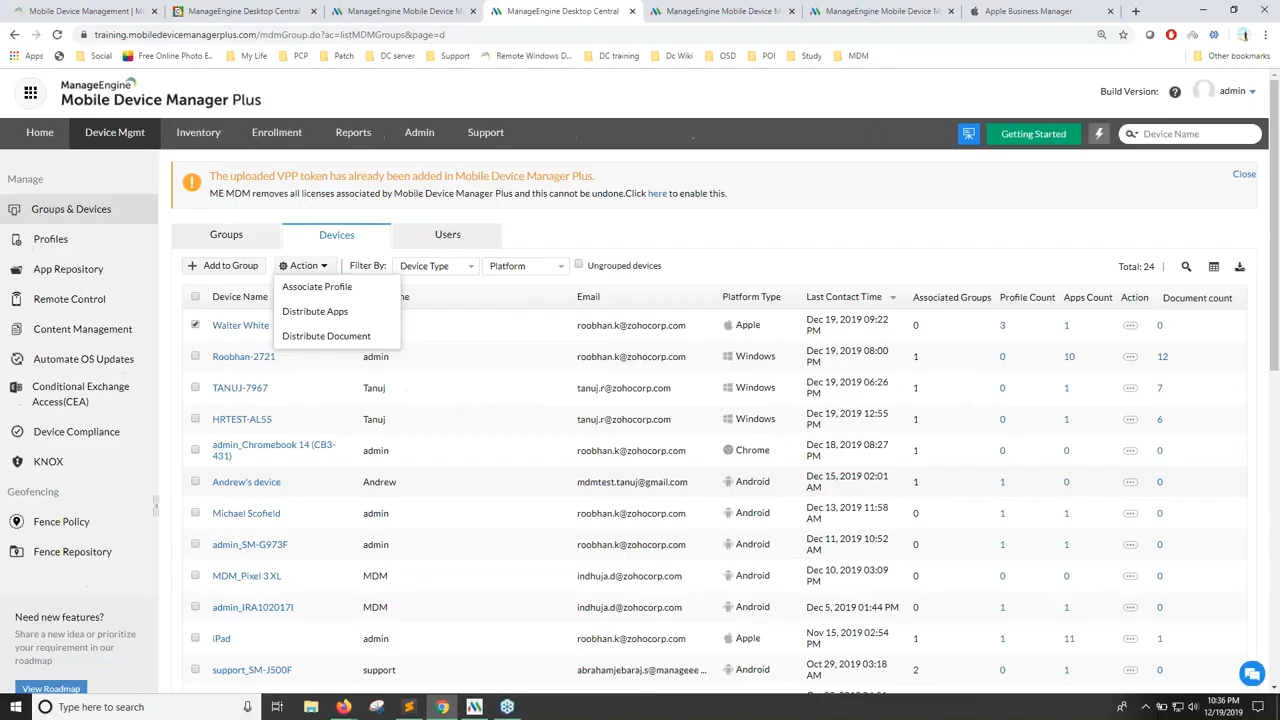 Mobile Device Management | M
ManageEngine Desktop Central
ManageEngine Mobile Device M
ManageEngine Desktop Central
ManageEngine Mobile Device M
ManageEngine Mobile Device M
Apple Business Manager
training.mobiledevicemanagerplus.com/mdmGroup.do?ac=listMDMGroups&page=d
Apps
Social
Free Online Photo E...
My Life
PCP
Patch
DC server
Support
Remote Windows D...
DC training
Dc Wiki
OSD
POI
Study
MDM
Other bookmarks
ManageEngine
Mobile Device Manager Plus
Build Version:
admin
Home
Device Mgmt
Inventory
Enrollment
Reports
Admin
Support
Getting Started
Device Name
Manage
Groups & Devices
Profiles
App Repository
Remote Control
Content Management
Automate OS Updates
Conditional Exchange
Access(CEA)
Device Compliance
KNOX
Geofencing
Fence Policy
Fence Repository
Need new features?
Share a new idea or prioritize
your requirement in our
roadmap
View Roadmap
The uploaded VPP token has already been added in Mobile Device Manager Plus.
Close
ME MDM removes all licenses associated by Mobile Device Manager Plus and this cannot be undone.Click here to enable this.
Groups
Devices
Users
Add to Group
Action
Filter By:
Device Type
Platform
Ungrouped devices
Total: 24
Associate Profile
Distribute Apps
Distribute Document
Device Name me Email Platform Type Last Contact Time Associated Groups Profile Count Apps Count Action Document count
Walter White roobhan.k@zohocorp.com Apple Dec 19, 2019 09:22 0 3 1 0
PM
Roobhan-2721 admin roobhan.k@zohocorp.com Windows Dec 19, 2019 08:00 1 0 10 12
PM
TANUJ-7967 Tanuj tanuj.r@zohocorp.com Windows Dec 19, 2019 06:26 1 0 1 7
PM
HRTEST-AL55 Tanuj tanuj.r@zohocorp.com Windows Dec 19, 2019 12:55 1 0 1 6
PM
admin_Chromebook 14 (CB3-
431) admin roobhan.k@zohocorp.com Chrome Dec 18, 2019 08:27 1 0 0 0
PM
Andrew's device Andrew mdmtest.tanuj@gmail.com Android Dec 15, 2019 02:01 1 1 0 0
AM
Michael Scofield admin roobhan.k@zohocorp.com Android Dec 13, 2019 11:58 0 1 1 0
AM
admin_SM-G973F admin roobhan.k@zohocorp.com Android Dec 11, 2019 10:52 0 1 1 0
AM
MDM_Pixel 3 XL MDM indhuja.d@zohocorp.com Android Dec 10, 2019 03:09 0 0 0 0
PM
admin_IRA102017I MDM indhuja.d@zohocorp.com Android Dec 5, 2019 01:44 PM 0 1 1 0
iPad admin roobhan.k@zohocorp.com Apple Nov 15, 2019 02:54 1 1 11 1
PM
support_SM-J500F support abrahamjebaraj.s@manageee ... Android Oct 29, 2019 03:18 2 0 1 0
AM
Type here to search
10:36 PM
12/19/2019